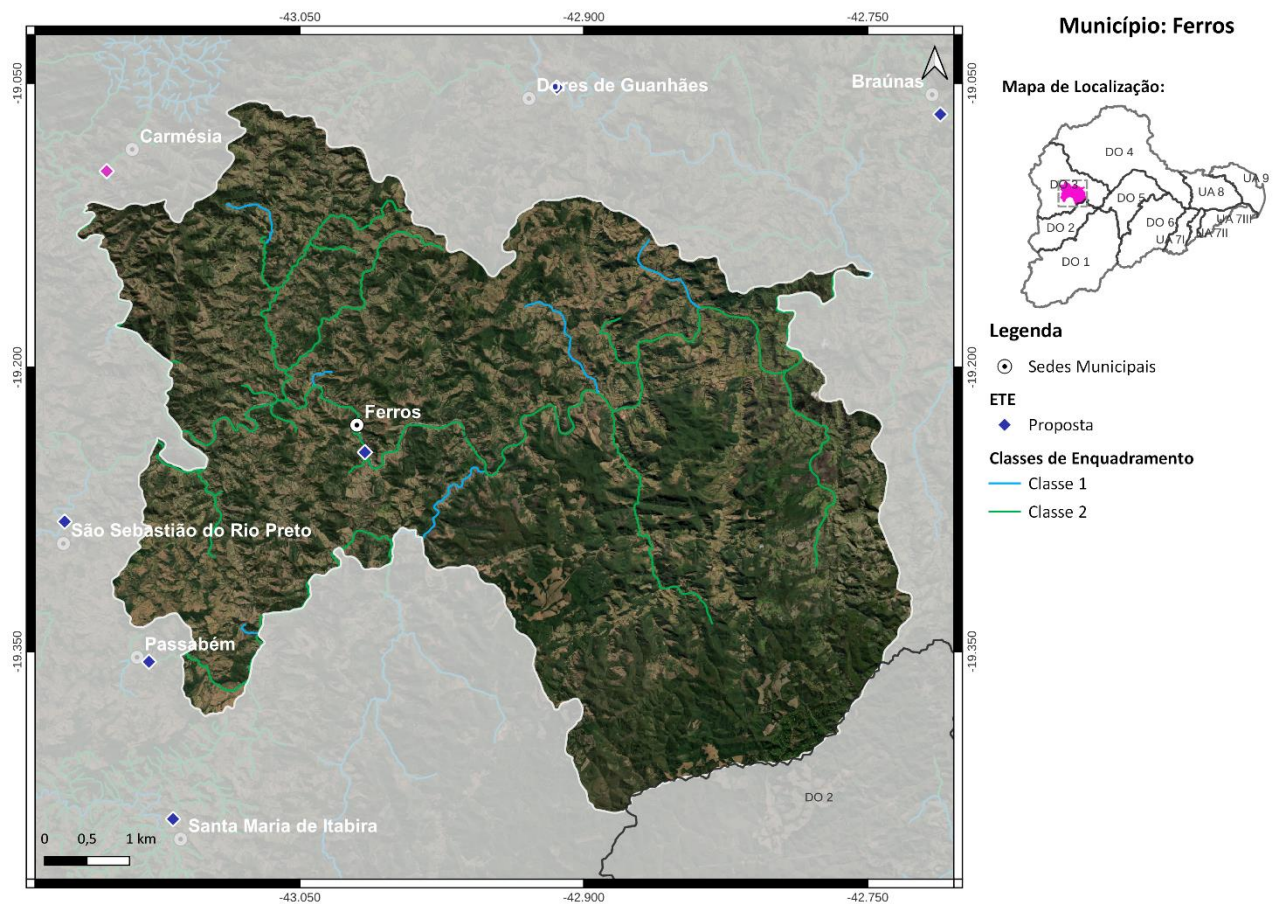 -43.050
-42.900
-42.750
Município: Ferros
-19.050
-19.050
Dores de Guanhães
Braúnas
Mapa de Localização:
Carmésia
DO 4
DO 3
UA 8
UA 9
DO 5
DO 2
DO 6
UA 7III
UA 7I
UA 7II
DO 1
Legenda
-19.200
-19.200
Sedes Municipais
ETE
Ferros
Proposta
Classes de Enquadramento
Classe 1
Classe 2
São Sebastião do Rio Preto
Passabém
-19.350
-19.350
DO 2
Santa Maria de Itabira
0 0,5 1 km
-43.050
-42.900
-42.750